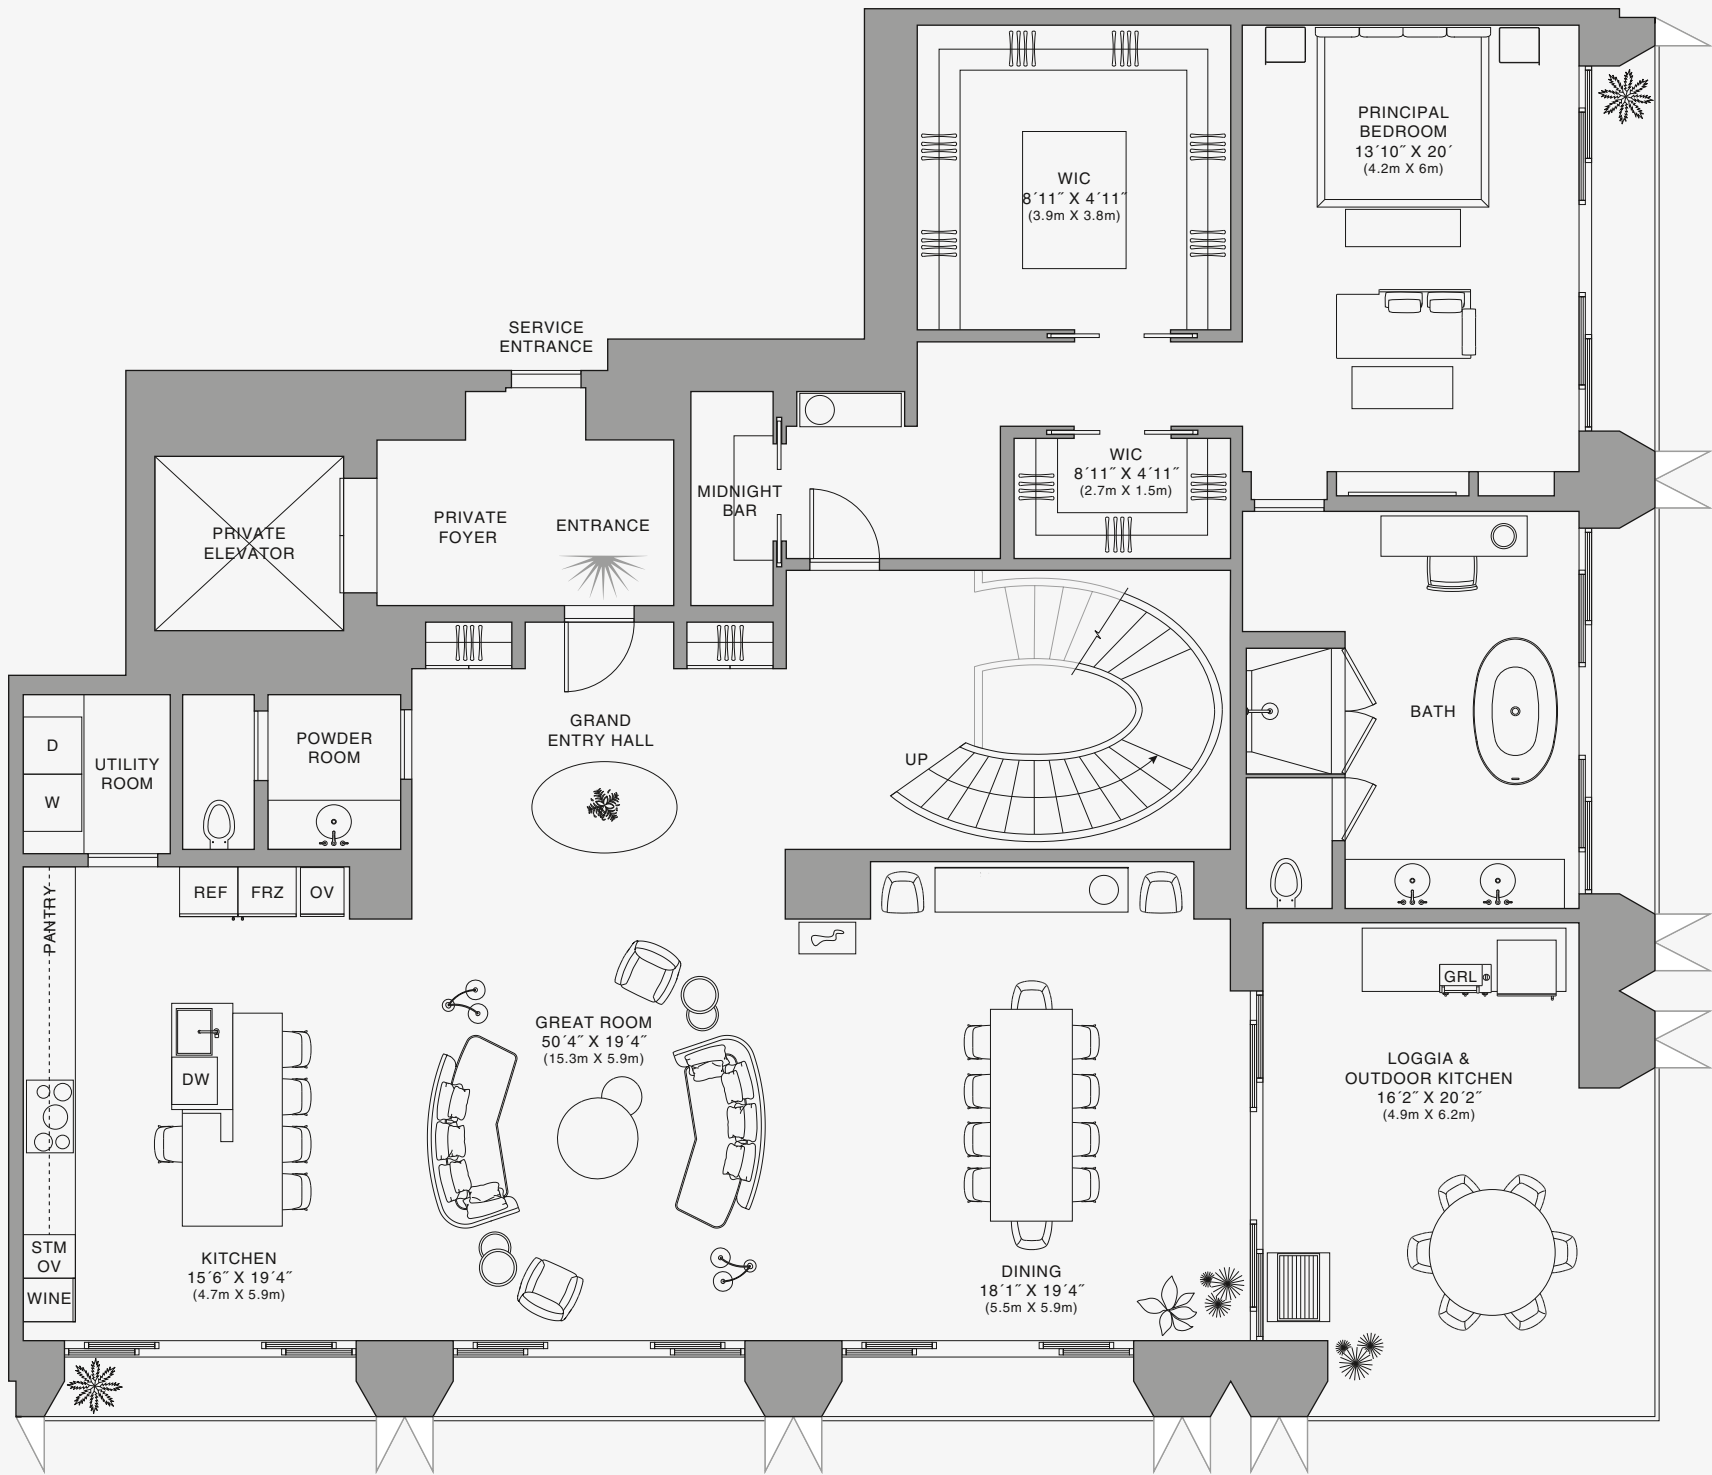 PRINCIPAL
BEDROOM
13´10˝ X 20´
(4.2m X 6m)
WIC
8´11˝ X 4´11˝
(3.9m X 3.8m)
SERVICE
ENTRANCE
WIC
8´11˝ X 4´11˝
(2.7m X 1.5m)
MIDNIGHT
BAR
PRIVATE
ELEVATOR
PRIVATE
FOYER
ENTRANCE
GRAND
ENTRY HALL
UP
BATH
D
W
UTILITY
ROOM
POWDER
ROOM
PANTRY
REF
FRZ
OV
GRL
DW
GREAT ROOM
50´4˝ X 19´4˝
(15.3m X 5.9m)
LOGGIA &
OUTDOOR KITCHEN
16´2˝ X 20´2˝
(4.9m X 6.2m)
STM
OV
WINE
KITCHEN
15´6˝ X 19´4˝
(4.7m X 5.9m)
DINING
18´1˝ X 19´4˝
(5.5m X 5.9m)